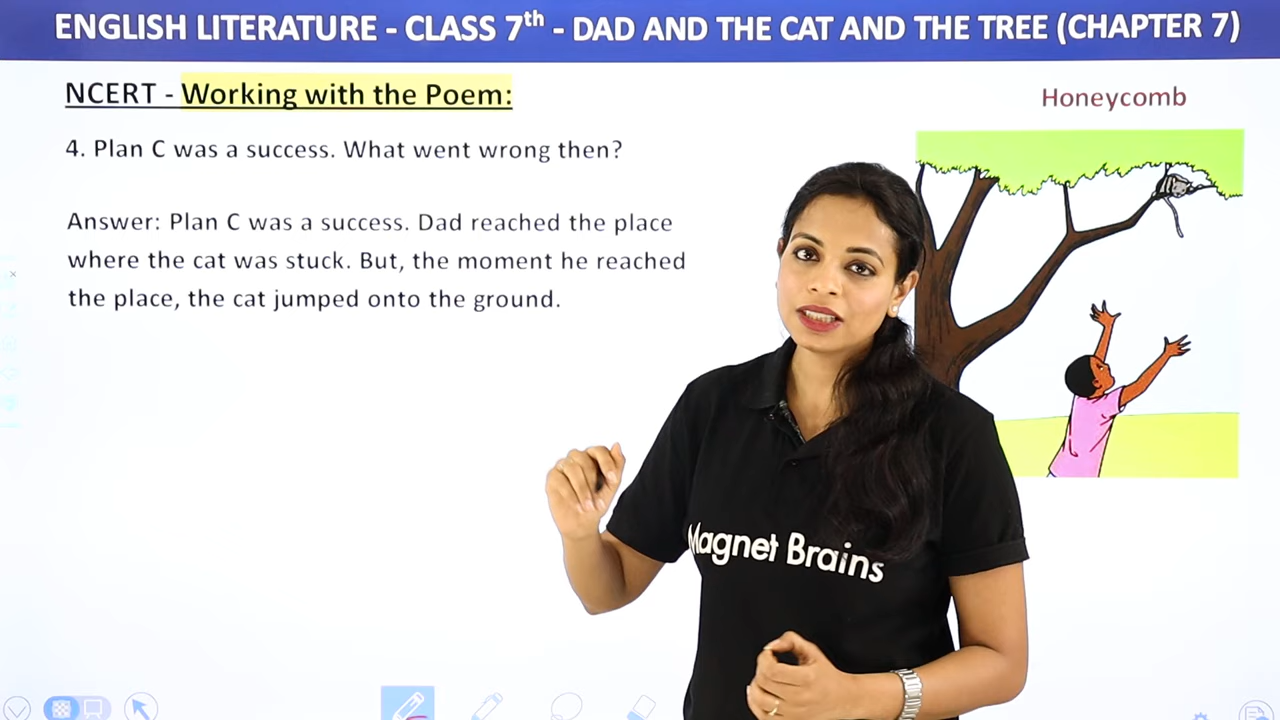 ENGLISH LITERATURE - CLASS 7th - DAD AND THE CAT AND THE TREE (CHAPTER 7)
NCERT - Working with the Poem:
Honeycomb
4. Plan C was a success. What went wrong then?
Answer: Plan C was a success. Dad reached the place
where the cat was stuck. But, the moment he reached
the place, the cat jumped onto the ground.
Magnet Brains